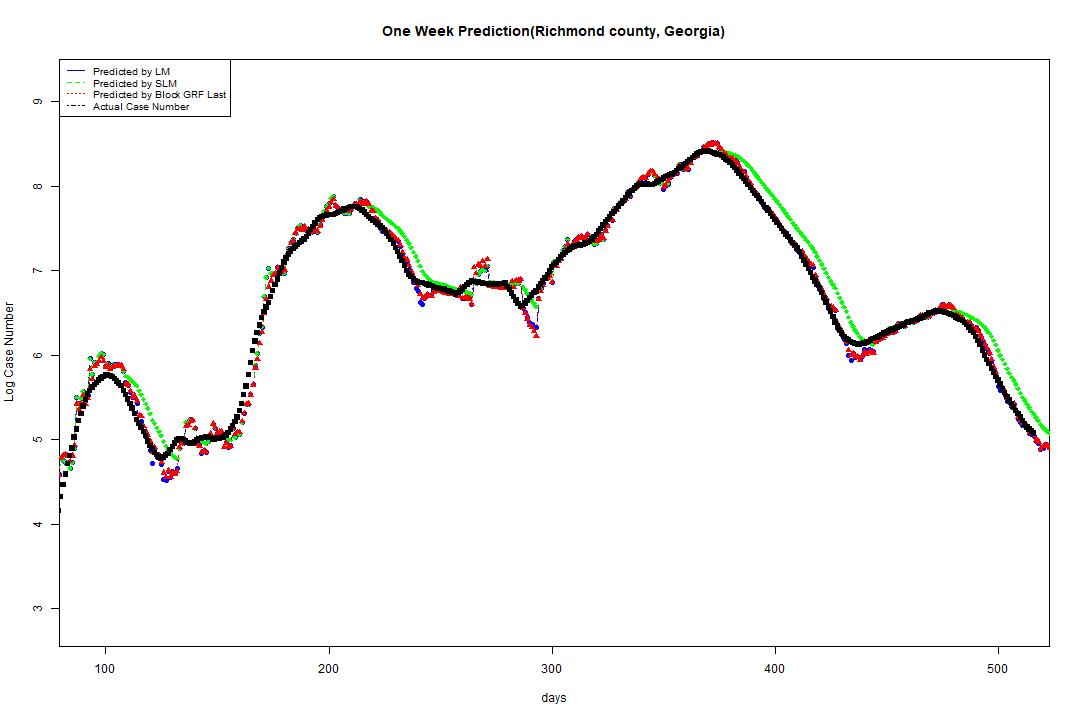 One Week Prediction(Richmond county, Georgia)
Predicted by LM
Predicted by SLM
Predicted by Block GRF Last
Actual Case Number
9
8
7
6
5
4
3
Log Case Number
100 200 300 400 500
days